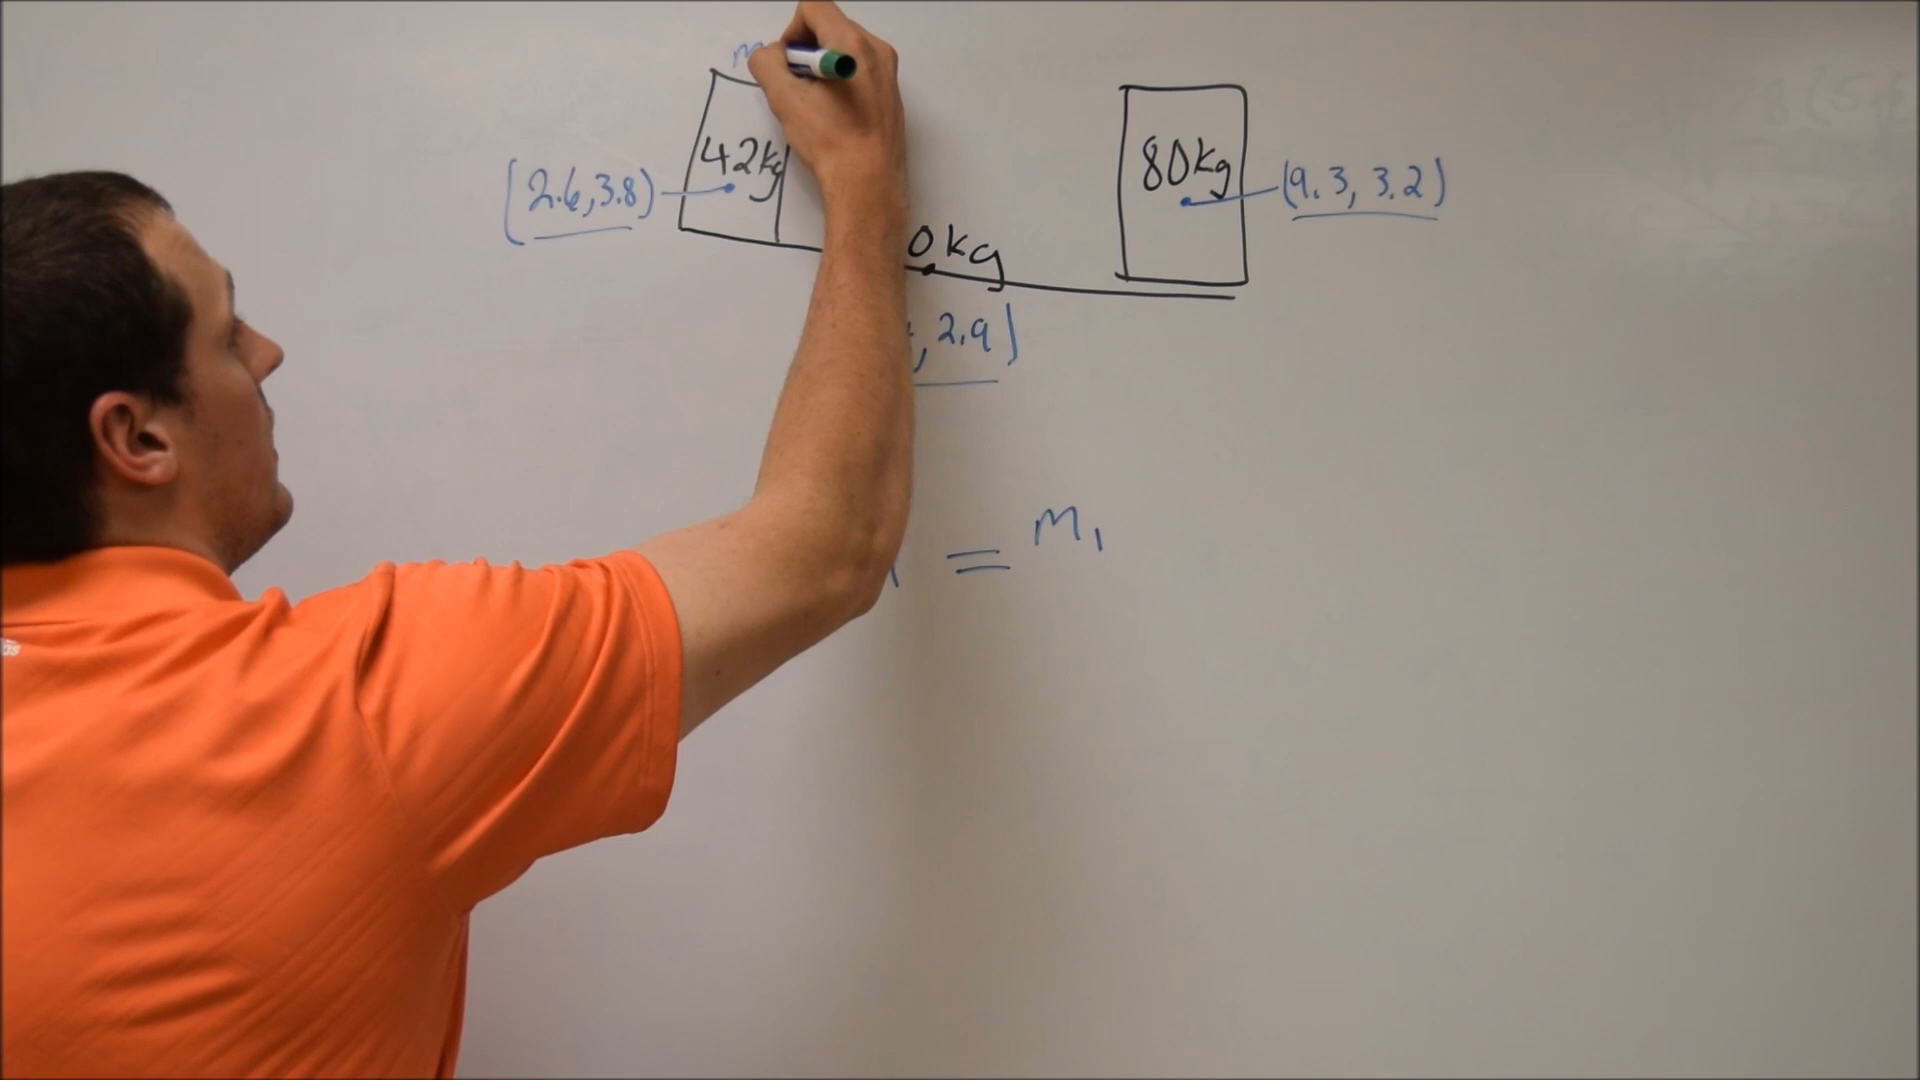 m
42kg
80kg
(2.6,3.8)
(9.3, 3.2)
0kg
,2.9)
= m1